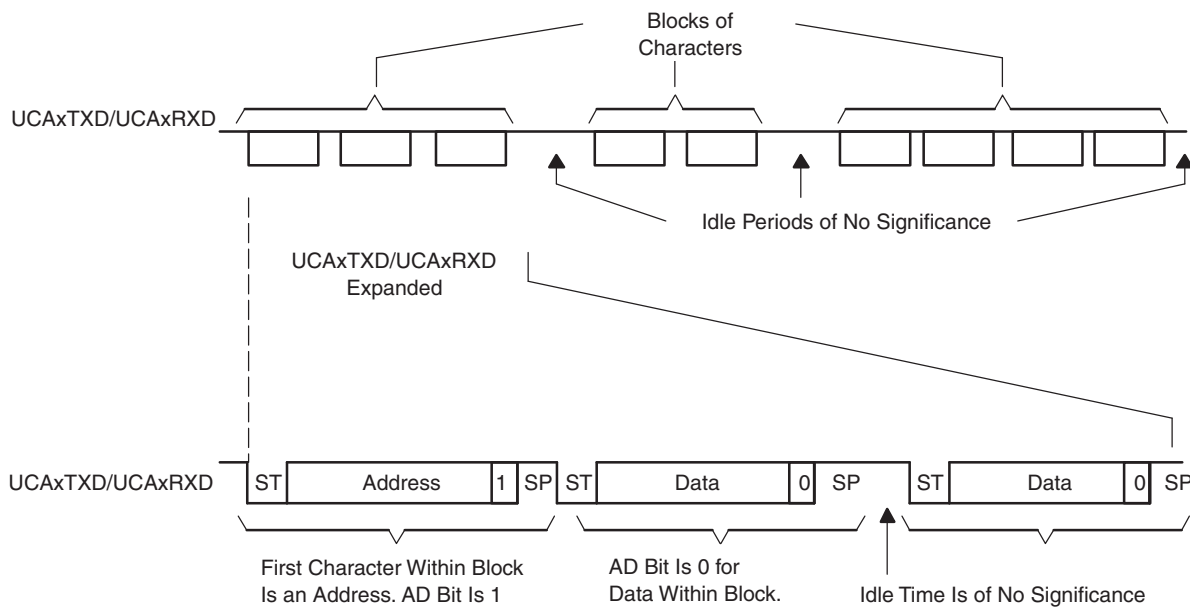 Blocks of
Characters
UCAxTXD/UCAxRXD
Idle Periods of No Significance
UCAxTXD/UCAxRXD
Expanded
UCAxTXD/UCAxRXD
ST
Address
1
SP
ST
Data
0
SP
ST
Data
0
SP
First Character Within Block
Is an Address. AD Bit Is 1
AD Bit Is 0 for
Data Within Block.
Idle Time Is of No Significance